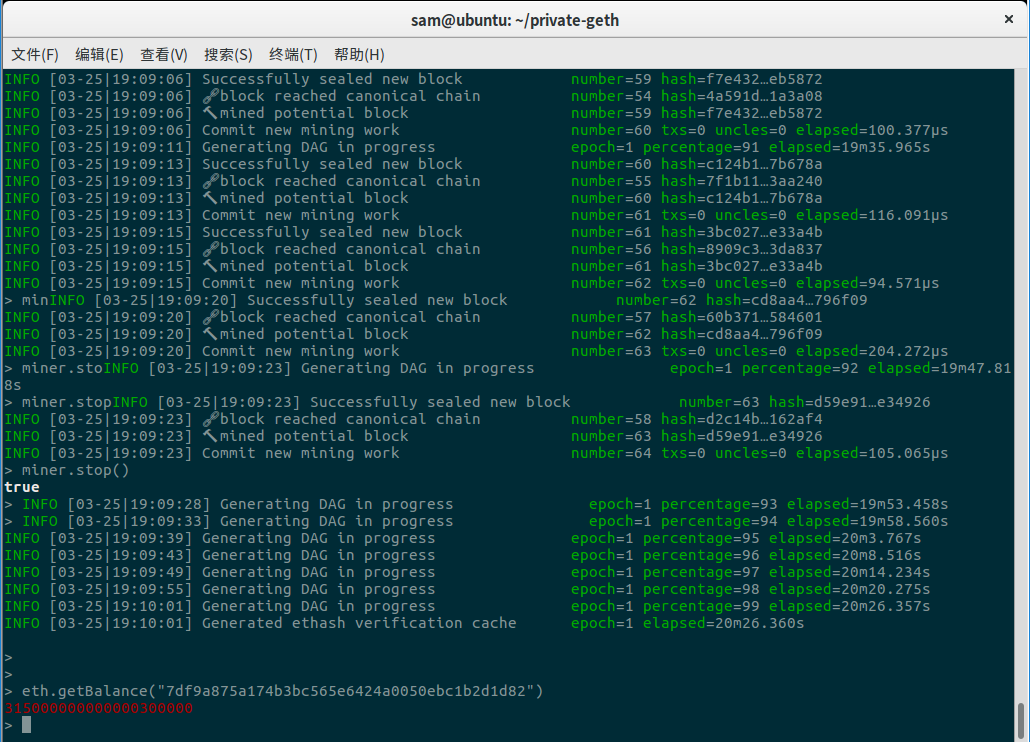 sam@ubuntu: ~/private-geth ×
文件(F) 编辑(E) 查看(V) 搜索(S) 终端(T) 帮助(H)
INFO [03-25|19:09:06] Successfully sealed new block number=59 hash=f7e432…eb5872
INFO [03-25|19:09:06] 🔗block reached canonical chain number=54 hash=4a591d…1a3a08
INFO [03-25|19:09:06] 🔨mined potential block number=59 hash=f7e432…eb5872
INFO [03-25|19:09:06] Commit new mining work number=60 txs=0 uncles=0 elapsed=100.377µs
INFO [03-25|19:09:11] Generating DAG in progress epoch=1 percentage=91 elapsed=19m35.965s
INFO [03-25|19:09:13] Successfully sealed new block number=60 hash=c124b1…7b678a
INFO [03-25|19:09:13] 🔗block reached canonical chain number=55 hash=7f1b11…3aa240
INFO [03-25|19:09:13] 🔨mined potential block number=60 hash=c124b1…7b678a
INFO [03-25|19:09:13] Commit new mining work number=61 txs=0 uncles=0 elapsed=116.091µs
INFO [03-25|19:09:15] Successfully sealed new block number=61 hash=3bc027…e33a4b
INFO [03-25|19:09:15] 🔗block reached canonical chain number=56 hash=8909c3…3da837
INFO [03-25|19:09:15] 🔨mined potential block number=61 hash=3bc027…e33a4b
INFO [03-25|19:09:15] Commit new mining work number=62 txs=0 uncles=0 elapsed=94.571µs
> minINFO [03-25|19:09:20] Successfully sealed new block number=62 hash=cd8aa4…796f09
INFO [03-25|19:09:20] 🔗block reached canonical chain number=57 hash=60b371…584601
INFO [03-25|19:09:20] 🔨mined potential block number=62 hash=cd8aa4…796f09
INFO [03-25|19:09:20] Commit new mining work number=63 txs=0 uncles=0 elapsed=204.272µs
> miner.stoINFO [03-25|19:09:23] Generating DAG in progress epoch=1 percentage=92 elapsed=19m47.81
8s
> miner.stopINFO [03-25|19:09:23] Successfully sealed new block number=63 hash=d59e91…e34926
INFO [03-25|19:09:23] 🔗block reached canonical chain number=58 hash=d2c14b…162af4
INFO [03-25|19:09:23] 🔨mined potential block number=63 hash=d59e91…e34926
INFO [03-25|19:09:23] Commit new mining work number=64 txs=0 uncles=0 elapsed=105.065µs
> miner.stop()
true
> INFO [03-25|19:09:28] Generating DAG in progress epoch=1 percentage=93 elapsed=19m53.458s
> INFO [03-25|19:09:33] Generating DAG in progress epoch=1 percentage=94 elapsed=19m58.560s
INFO [03-25|19:09:39] Generating DAG in progress epoch=1 percentage=95 elapsed=20m3.767s
INFO [03-25|19:09:43] Generating DAG in progress epoch=1 percentage=96 elapsed=20m8.516s
INFO [03-25|19:09:49] Generating DAG in progress epoch=1 percentage=97 elapsed=20m14.234s
INFO [03-25|19:09:55] Generating DAG in progress epoch=1 percentage=98 elapsed=20m20.275s
INFO [03-25|19:10:01] Generating DAG in progress epoch=1 percentage=99 elapsed=20m26.357s
INFO [03-25|19:10:01] Generated ethash verification cache epoch=1 elapsed=20m26.360s
>
>
> eth.getBalance("7df9a875a174b3bc565e6424a0050ebc1b2d1d82")
315000000000000300000
>